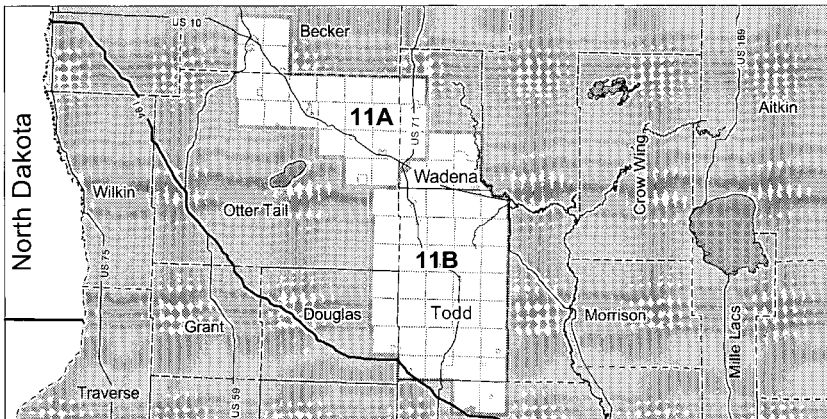 US 10
Becker
US 169
Aitkin
I 94
11A
US 71
North Dakota
Wilkin
Wadena
Crow Wing
Otter Tail
US 75
11B
Grant
Douglas
Todd
Morrison
Mille Lacs
Traverse
US 59